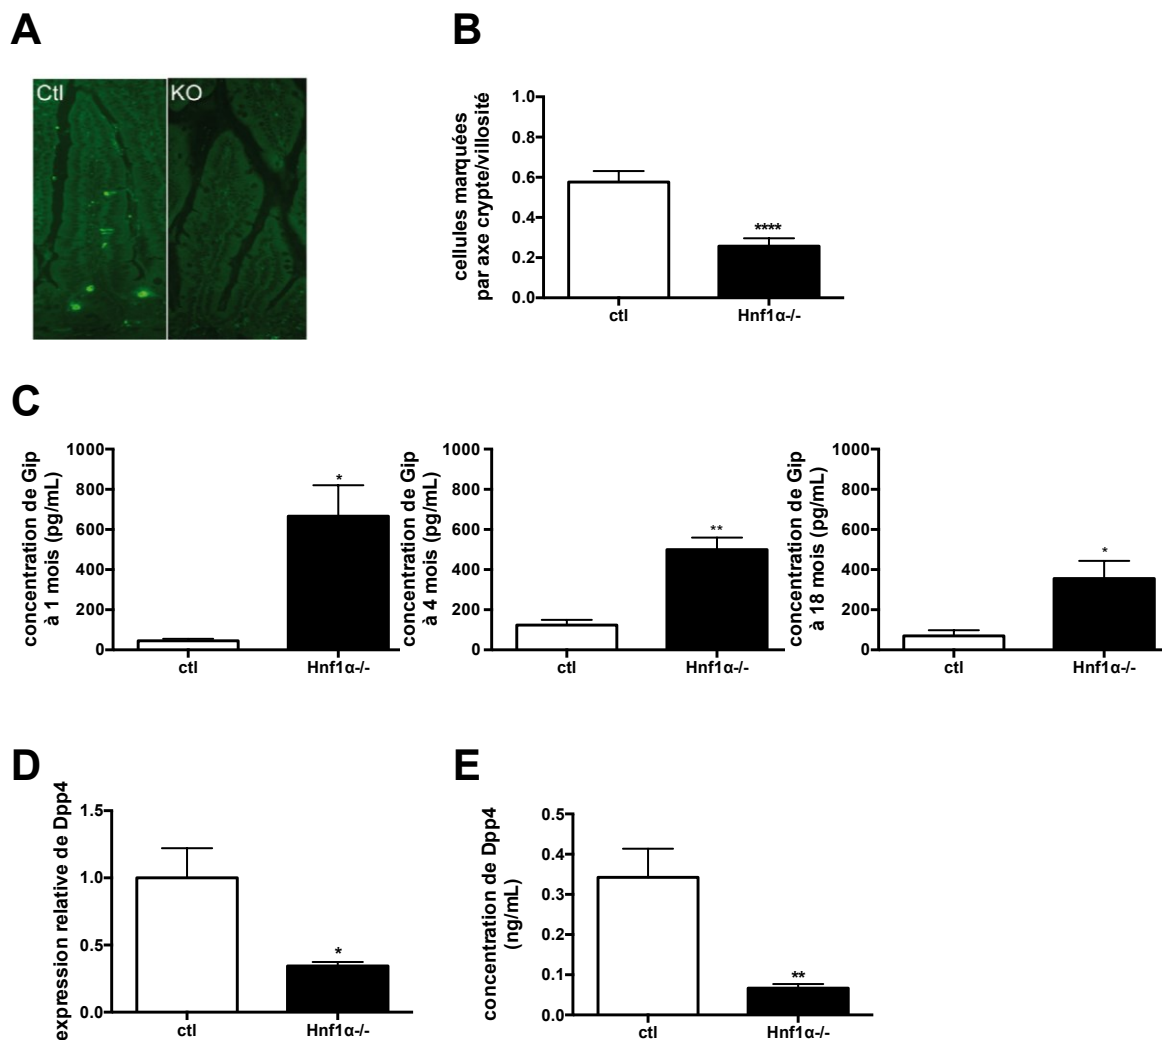 A
Ctl
KO
B
cellules marquées
par axe crypte/villosité
1.0
0.8
0.6
0.4
0.2
0.0
****
ctl
Hnf1α-/-
C
concentration de Gip
à 1 mois (pg/mL)
1000
800
600
400
200
0
*
ctl
Hnf1α-/-
concentration de Gip
à 4 mois (pg/mL)
1000
800
600
400
200
0
**
ctl
Hnf1α-/-
concentration de Gip
à 18 mois (pg/mL)
1000
800
600
400
200
0
*
ctl
Hnf1α-/-
D
expression relative de Dpp4
1.5
1.0
0.5
0.0
*
ctl
Hnf1α-/-
E
concentration de Dpp4
(ng/mL)
0.5
0.4
0.3
0.2
0.1
0.0
**
ctl
Hnf1α-/-